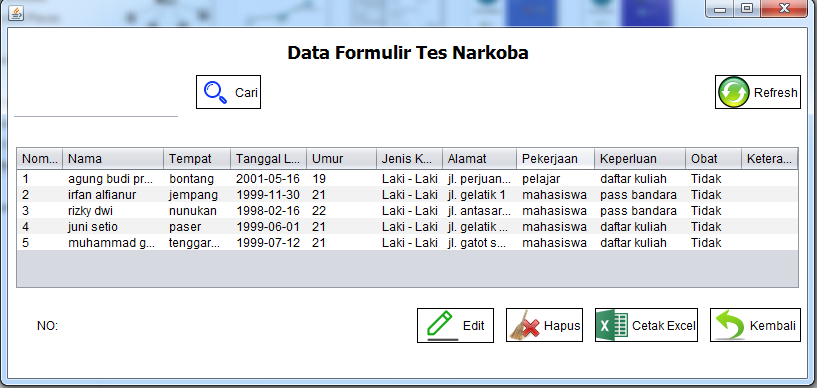 Data Formulir Tes Narkoba
Cari Refresh
Nom... Nama Tempat Tanggal L... Umur Jenis K... Alamat Pekerjaan Keperluan Obat Ketera...
1 agung budi pr... bontang 2001-05-16 19 Laki - Laki jl. perjuan... pelajar daftar kuliah Tidak
2 irfan alfianur jempang 1999-11-30 21 Laki - Laki jl. gelatik 1 mahasiswa pass bandara Tidak
3 rizky dwi nunukan 1998-02-16 22 Laki - Laki jl. antasar... mahasiswa pass bandara Tidak
4 juni setio paser 1999-06-01 21 Laki - Laki jl. gelatik ... mahasiswa daftar kuliah Tidak
5 muhammad g... tenggar... 1999-07-12 21 Laki - Laki jl. gatot s... mahasiswa daftar kuliah Tidak
NO: Edit Hapus Cetak Excel Kembali